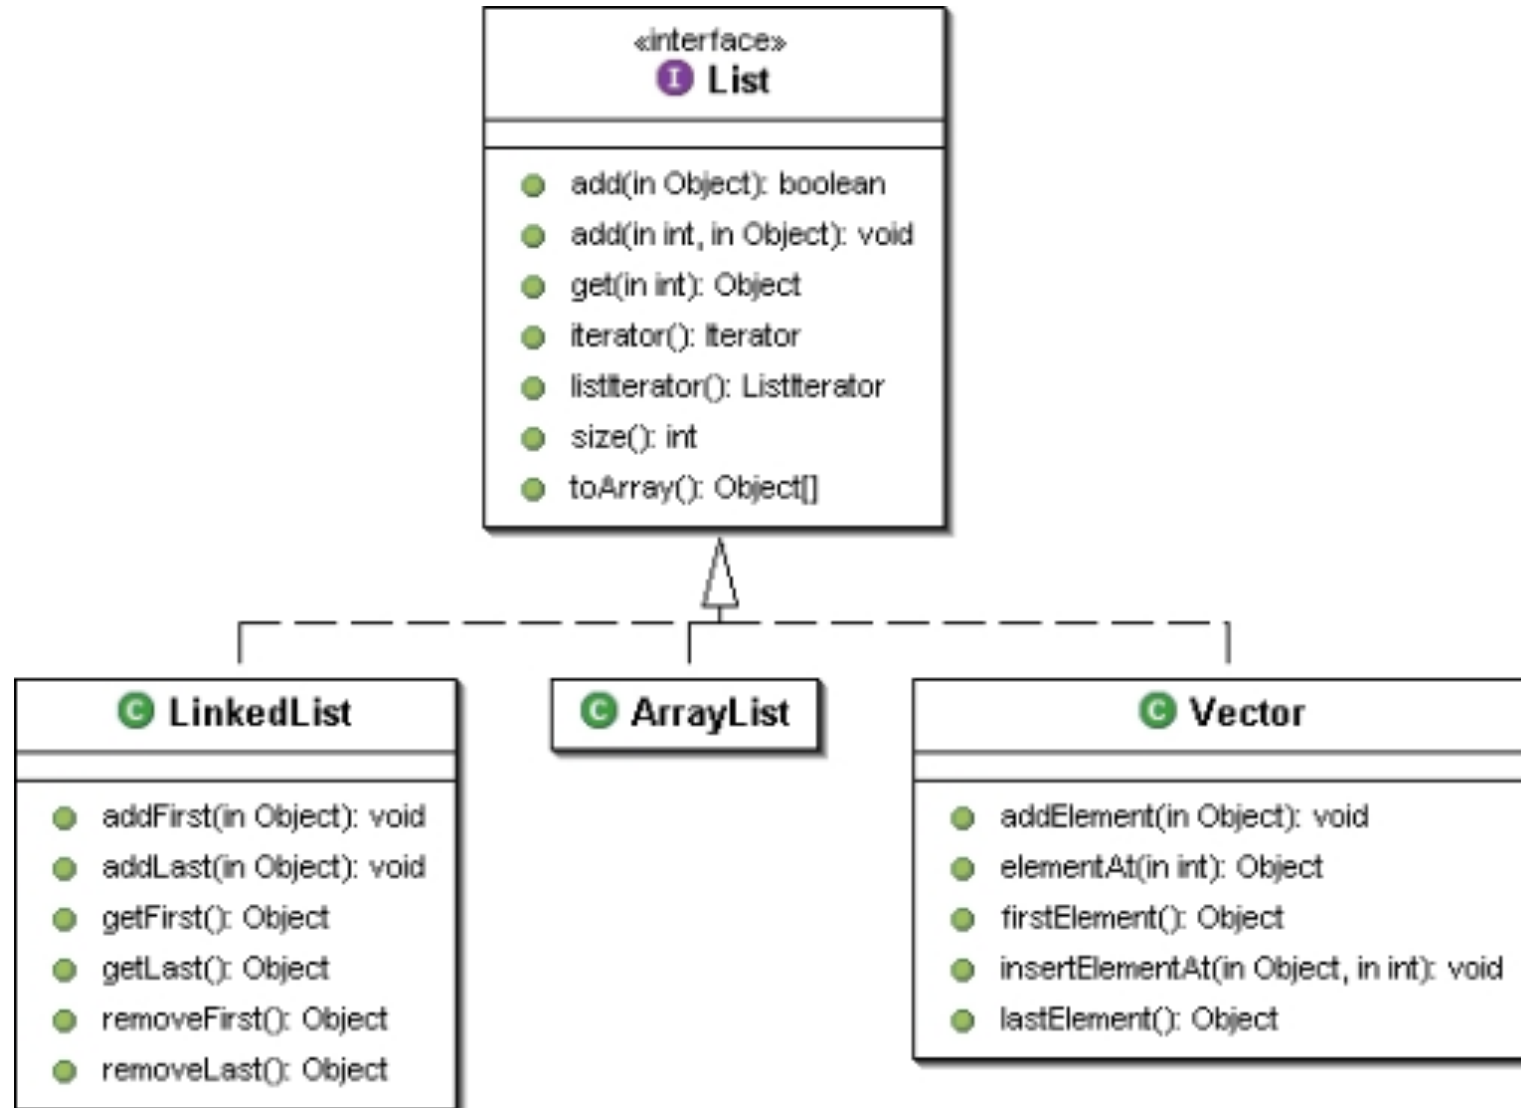 «interface»
I List
add(in Object): boolean
add(in int, in Object): void
get(in int): Object
iterator(): Iterator
listIterator(): ListIterator
size(): int
toArray(): Object[]
C LinkedList
addFirst(in Object): void
addLast(in Object): void
getFirst(): Object
getLast(): Object
removeFirst(): Object
removeLast(): Object
C ArrayList
C Vector
addElement(in Object): void
elementAt(in int): Object
firstElement(): Object
insertElementAt(in Object, in int): void
lastElement(): Object